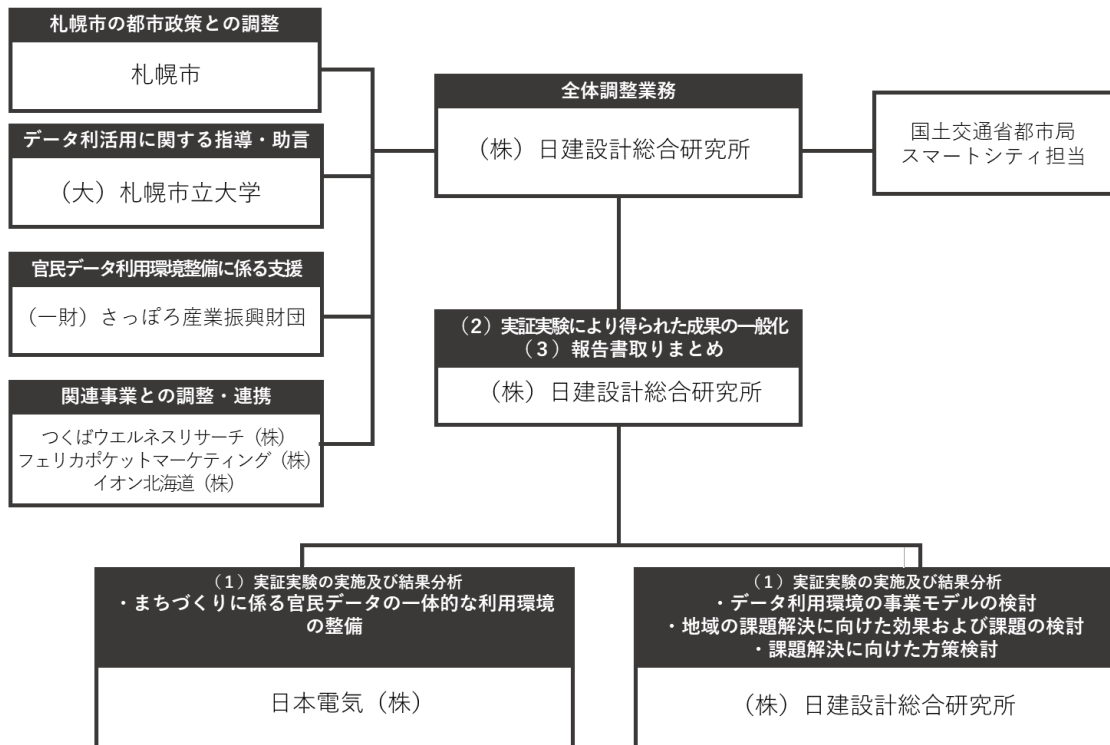 札幌市の都市政策との調整
札幌市
データ利活用に関する指導・助言
（大）札幌市立大学
官民データ利用環境整備に係る支援
（一財）さっぽろ産業振興財団
関連事業との調整・連携
つくばウエルネスリサーチ（株）
フェリカポケットマーケティング（株）
イオン北海道（株）
全体調整業務
（株）日建設計総合研究所
国土交通省都市局
スマートシティ担当
（2）実証実験により得られた成果の一般化
（3）報告書取りまとめ
（株）日建設計総合研究所
（1）実証実験の実施及び結果分析
・まちづくりに係る官民データの一体的な利用環境
の整備
日本電気（株）
（1）実証実験の実施及び結果分析
・データ利用環境の事業モデルの検討
・地域の課題解決に向けた効果および課題の検討
・課題解決に向けた方策検討
（株）日建設計総合研究所